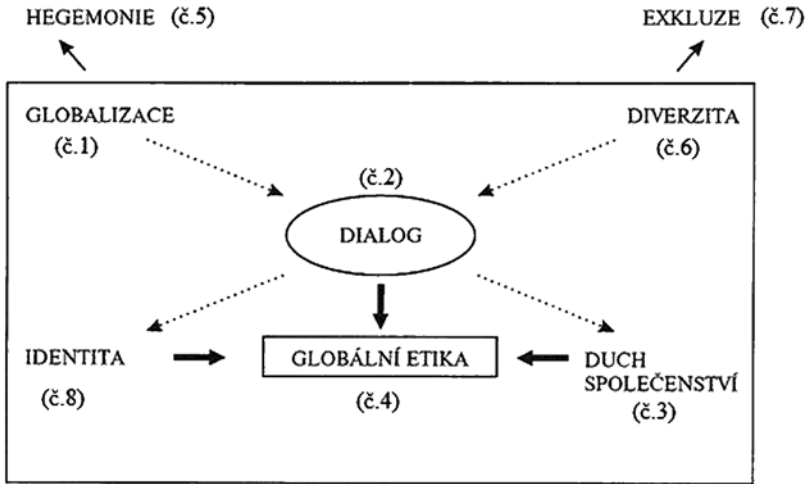 HEGEMONIE (č.5)
EXKLUZE (č.7)
GLOBALIZACE
(č.1)
DIVERZITA
(č.6)
(č.2)
DIALOG
IDENTITA
(č.8)
GLOBÁLNÍ ETIKA
(č.4)
DUCH
SPOLEČENSTVÍ
(č.3)